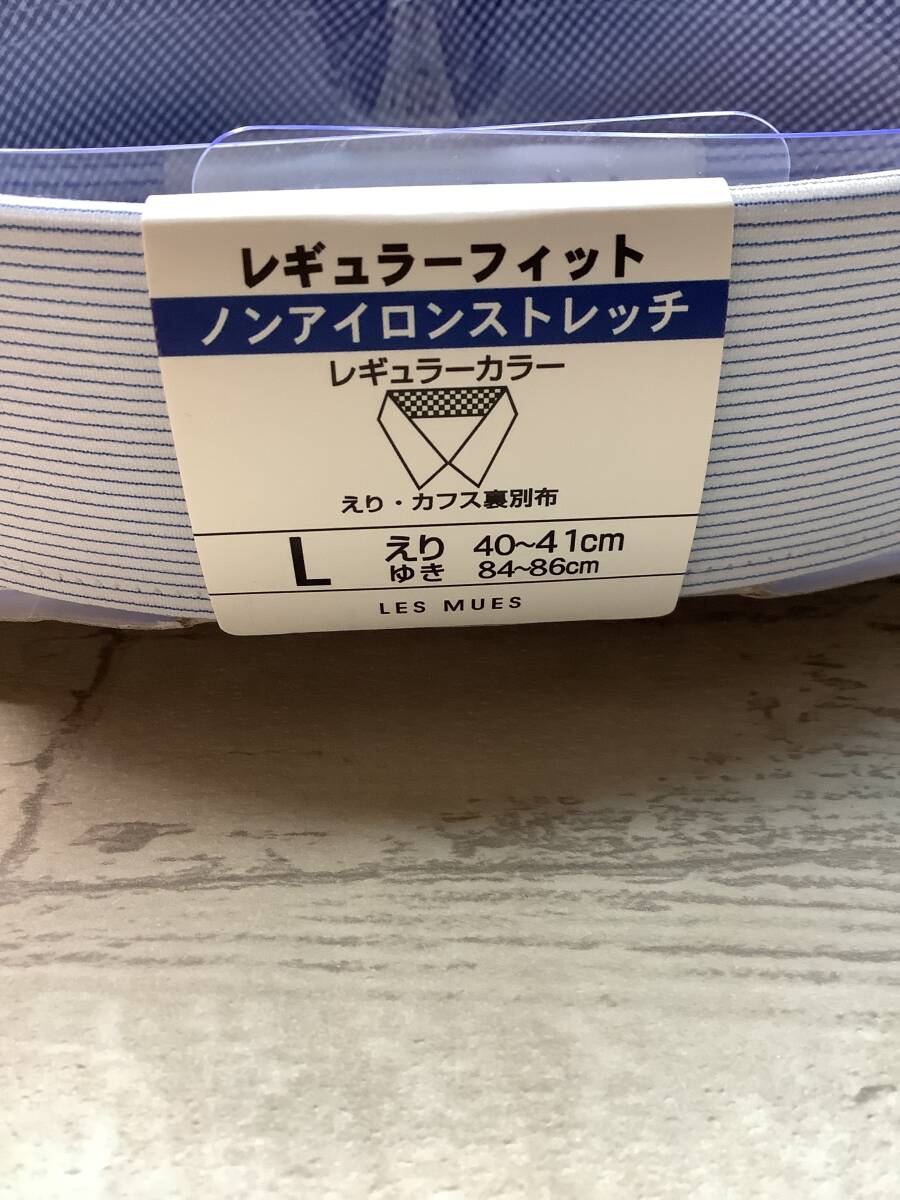 レギュラーフィット
ノンアイロンストレッチ
レギュラーカラー
えり・カフス裏別布
L えり 40~41cm
ゆき 84~86cm
LES MUES